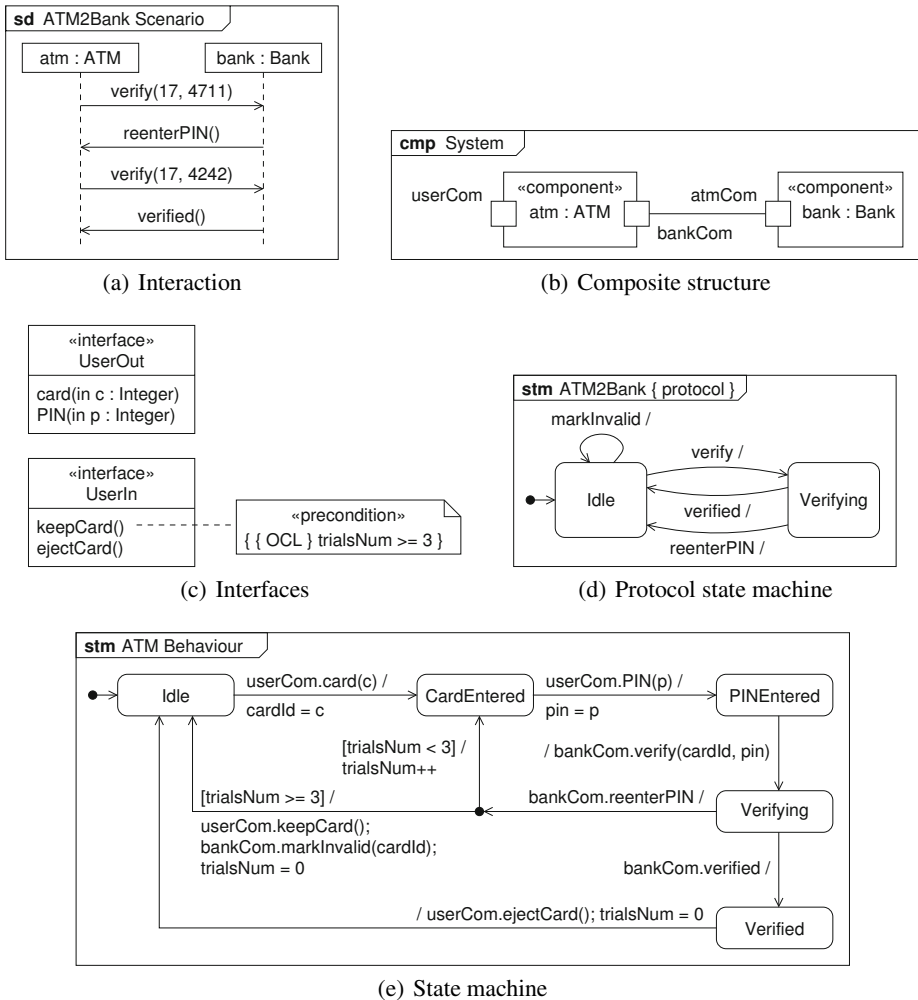 sd ATM2Bank Scenario
atm : ATM
bank : Bank
verify(17, 4711)
reenterPIN()
verify(17, 4242)
verified()
(a) Interaction
cmp System
userCom
«component»
atm : ATM
atmCom
bankCom
«component»
bank : Bank
(b) Composite structure
«interface»
UserOut
card(in c : Integer)
PIN(in p : Integer)
«interface»
UserIn
keepCard()
ejectCard()
«precondition»
{ { OCL } trialsNum >= 3 }
(c) Interfaces
stm ATM2Bank { protocol }
markInvalid /
verify /
Idle
Verifying
verified /
reenterPIN /
(d) Protocol state machine
stm ATM Behaviour
Idle
userCom.card(c) /
cardId = c
CardEntered
userCom.PIN(p) /
pin = p
PINEntered
[trialsNum < 3] /
trialsNum++
/ bankCom.verify(cardId, pin)
[trialsNum >= 3] /
userCom.keepCard();
bankCom.markInvalid(cardId);
trialsNum = 0
bankCom.reenterPIN /
Verifying
bankCom.verified /
/ userCom.ejectCard(); trialsNum = 0
Verified
(e) State machine